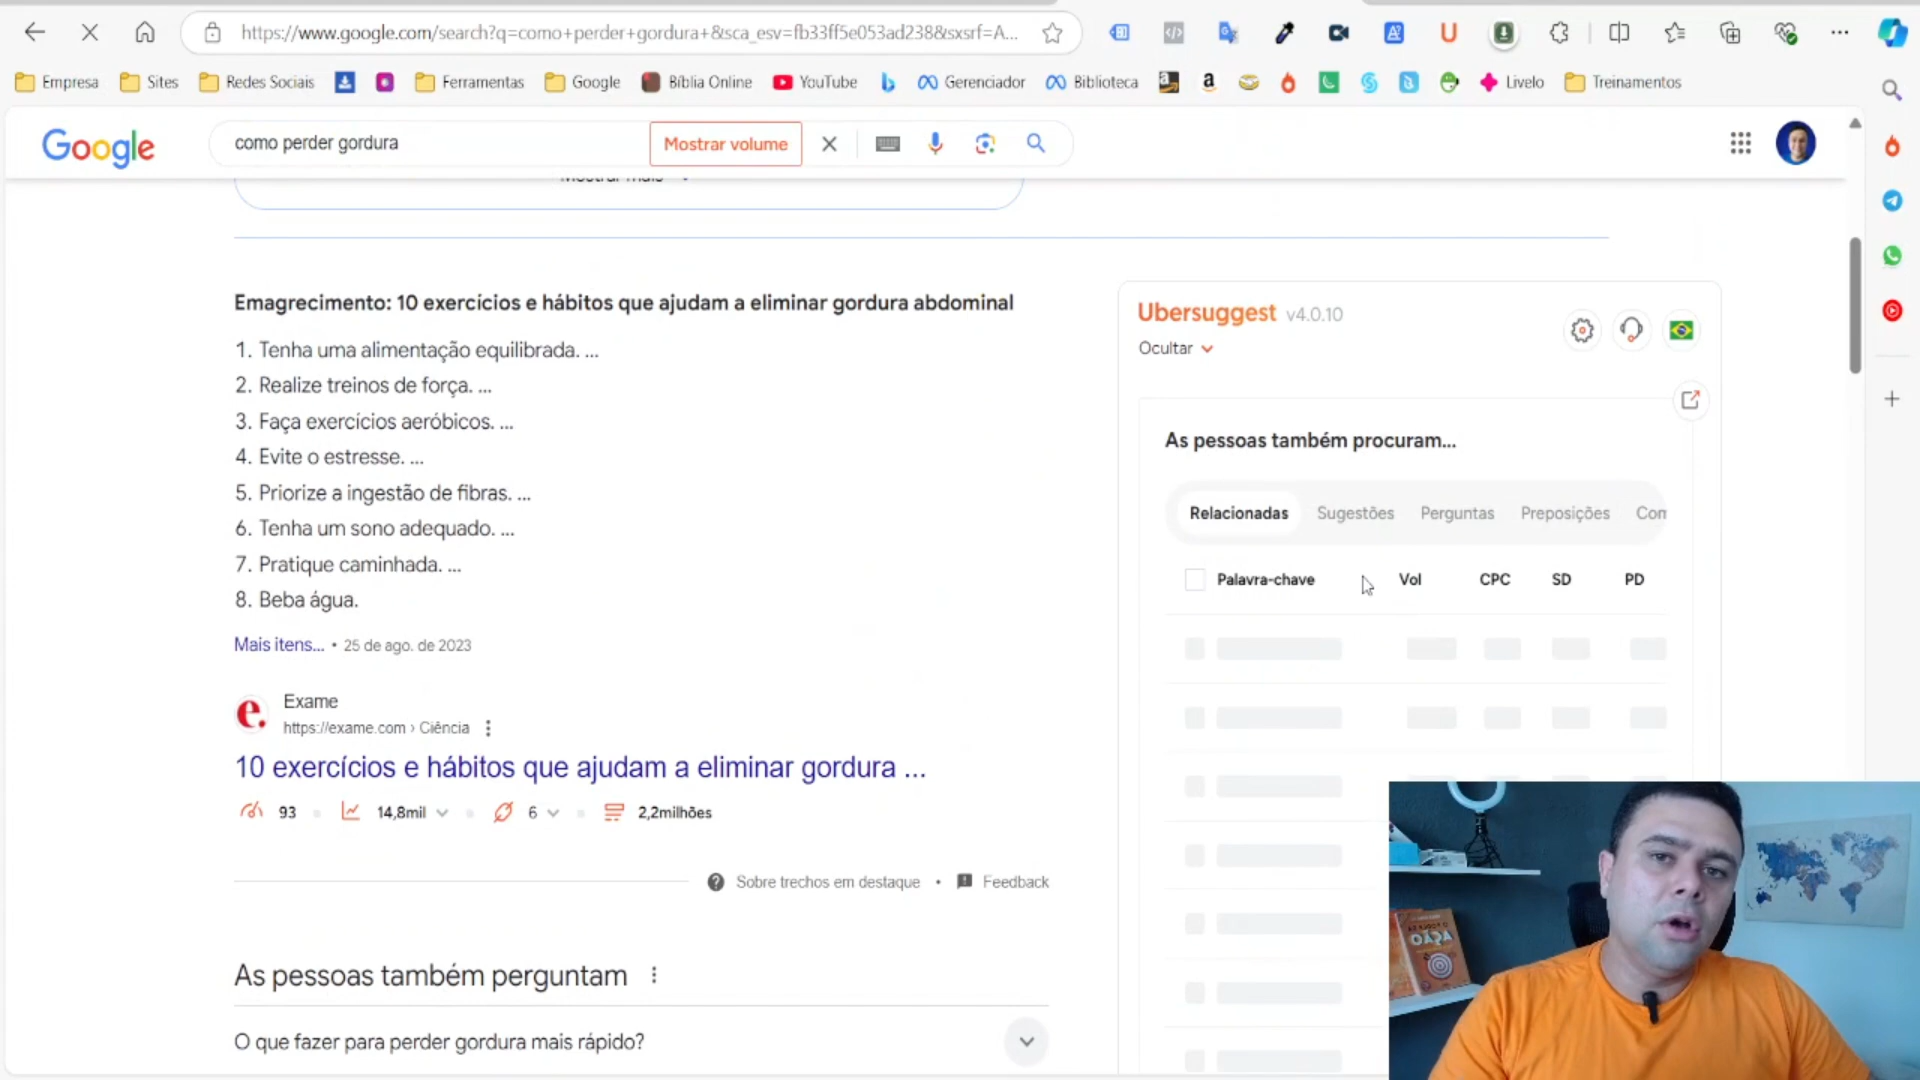 https://www.google.com/search?q=como+perder+gordura+&sca_esv=fb33ff5e053ad238&sxsrf=A...
Empresa
Sites
Redes Sociais
Ferramentas
Google
Bíblia Online
YouTube
Gerenciador
Biblioteca
Livelo
Treinamentos
Google
como perder gordura
Mostrar volume
Emagrecimento: 10 exercícios e hábitos que ajudam a eliminar gordura abdominal
1. Tenha uma alimentação equilibrada. ...
2. Realize treinos de força. ...
3. Faça exercícios aeróbicos. ...
4. Evite o estresse. ...
5. Priorize a ingestão de fibras. ...
6. Tenha um sono adequado. ...
7. Pratique caminhada. ...
8. Beba água.
Mais itens... • 25 de ago. de 2023
Exame
https://exame.com › Ciência
10 exercícios e hábitos que ajudam a eliminar gordura ...
93
14,8mil
6
2,2milhões
Sobre trechos em destaque • Feedback
As pessoas também perguntam
O que fazer para perder gordura mais rápido?
Ubersuggest v4.0.10
Ocultar
As pessoas também procuram...
Relacionadas
Sugestões
Perguntas
Preposições
Com
Palavra-chave
Vol
CPC
SD
PD